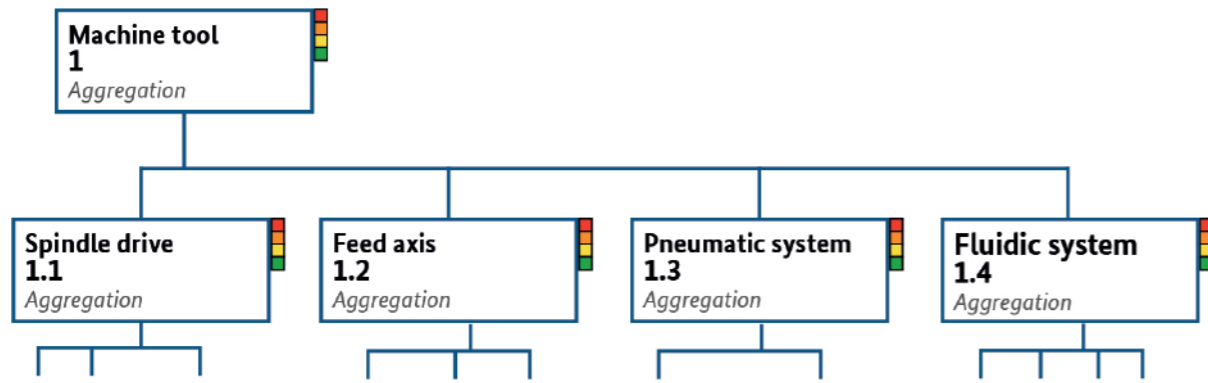 Machine tool
1
Aggregation
Spindle drive
1.1
Aggregation
Feed axis
1.2
Aggregation
Pneumatic system
1.3
Aggregation
Fluidic system
1.4
Aggregation